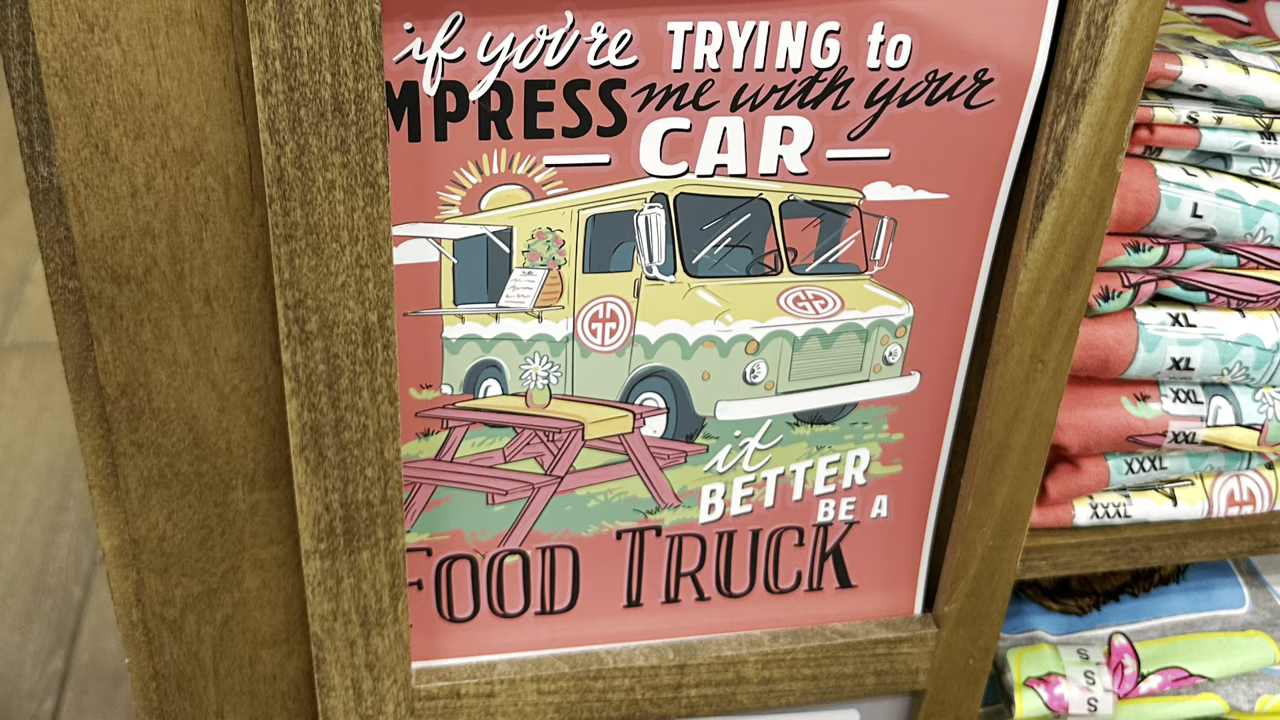 if you're TRYING to
MPRESS me with your
CAR
it
BETTER
BE A
FOOD TRUCK
S
M
M
L
L
XL
XL
XXL
XXL
XXXL
XXXL
S
S
S